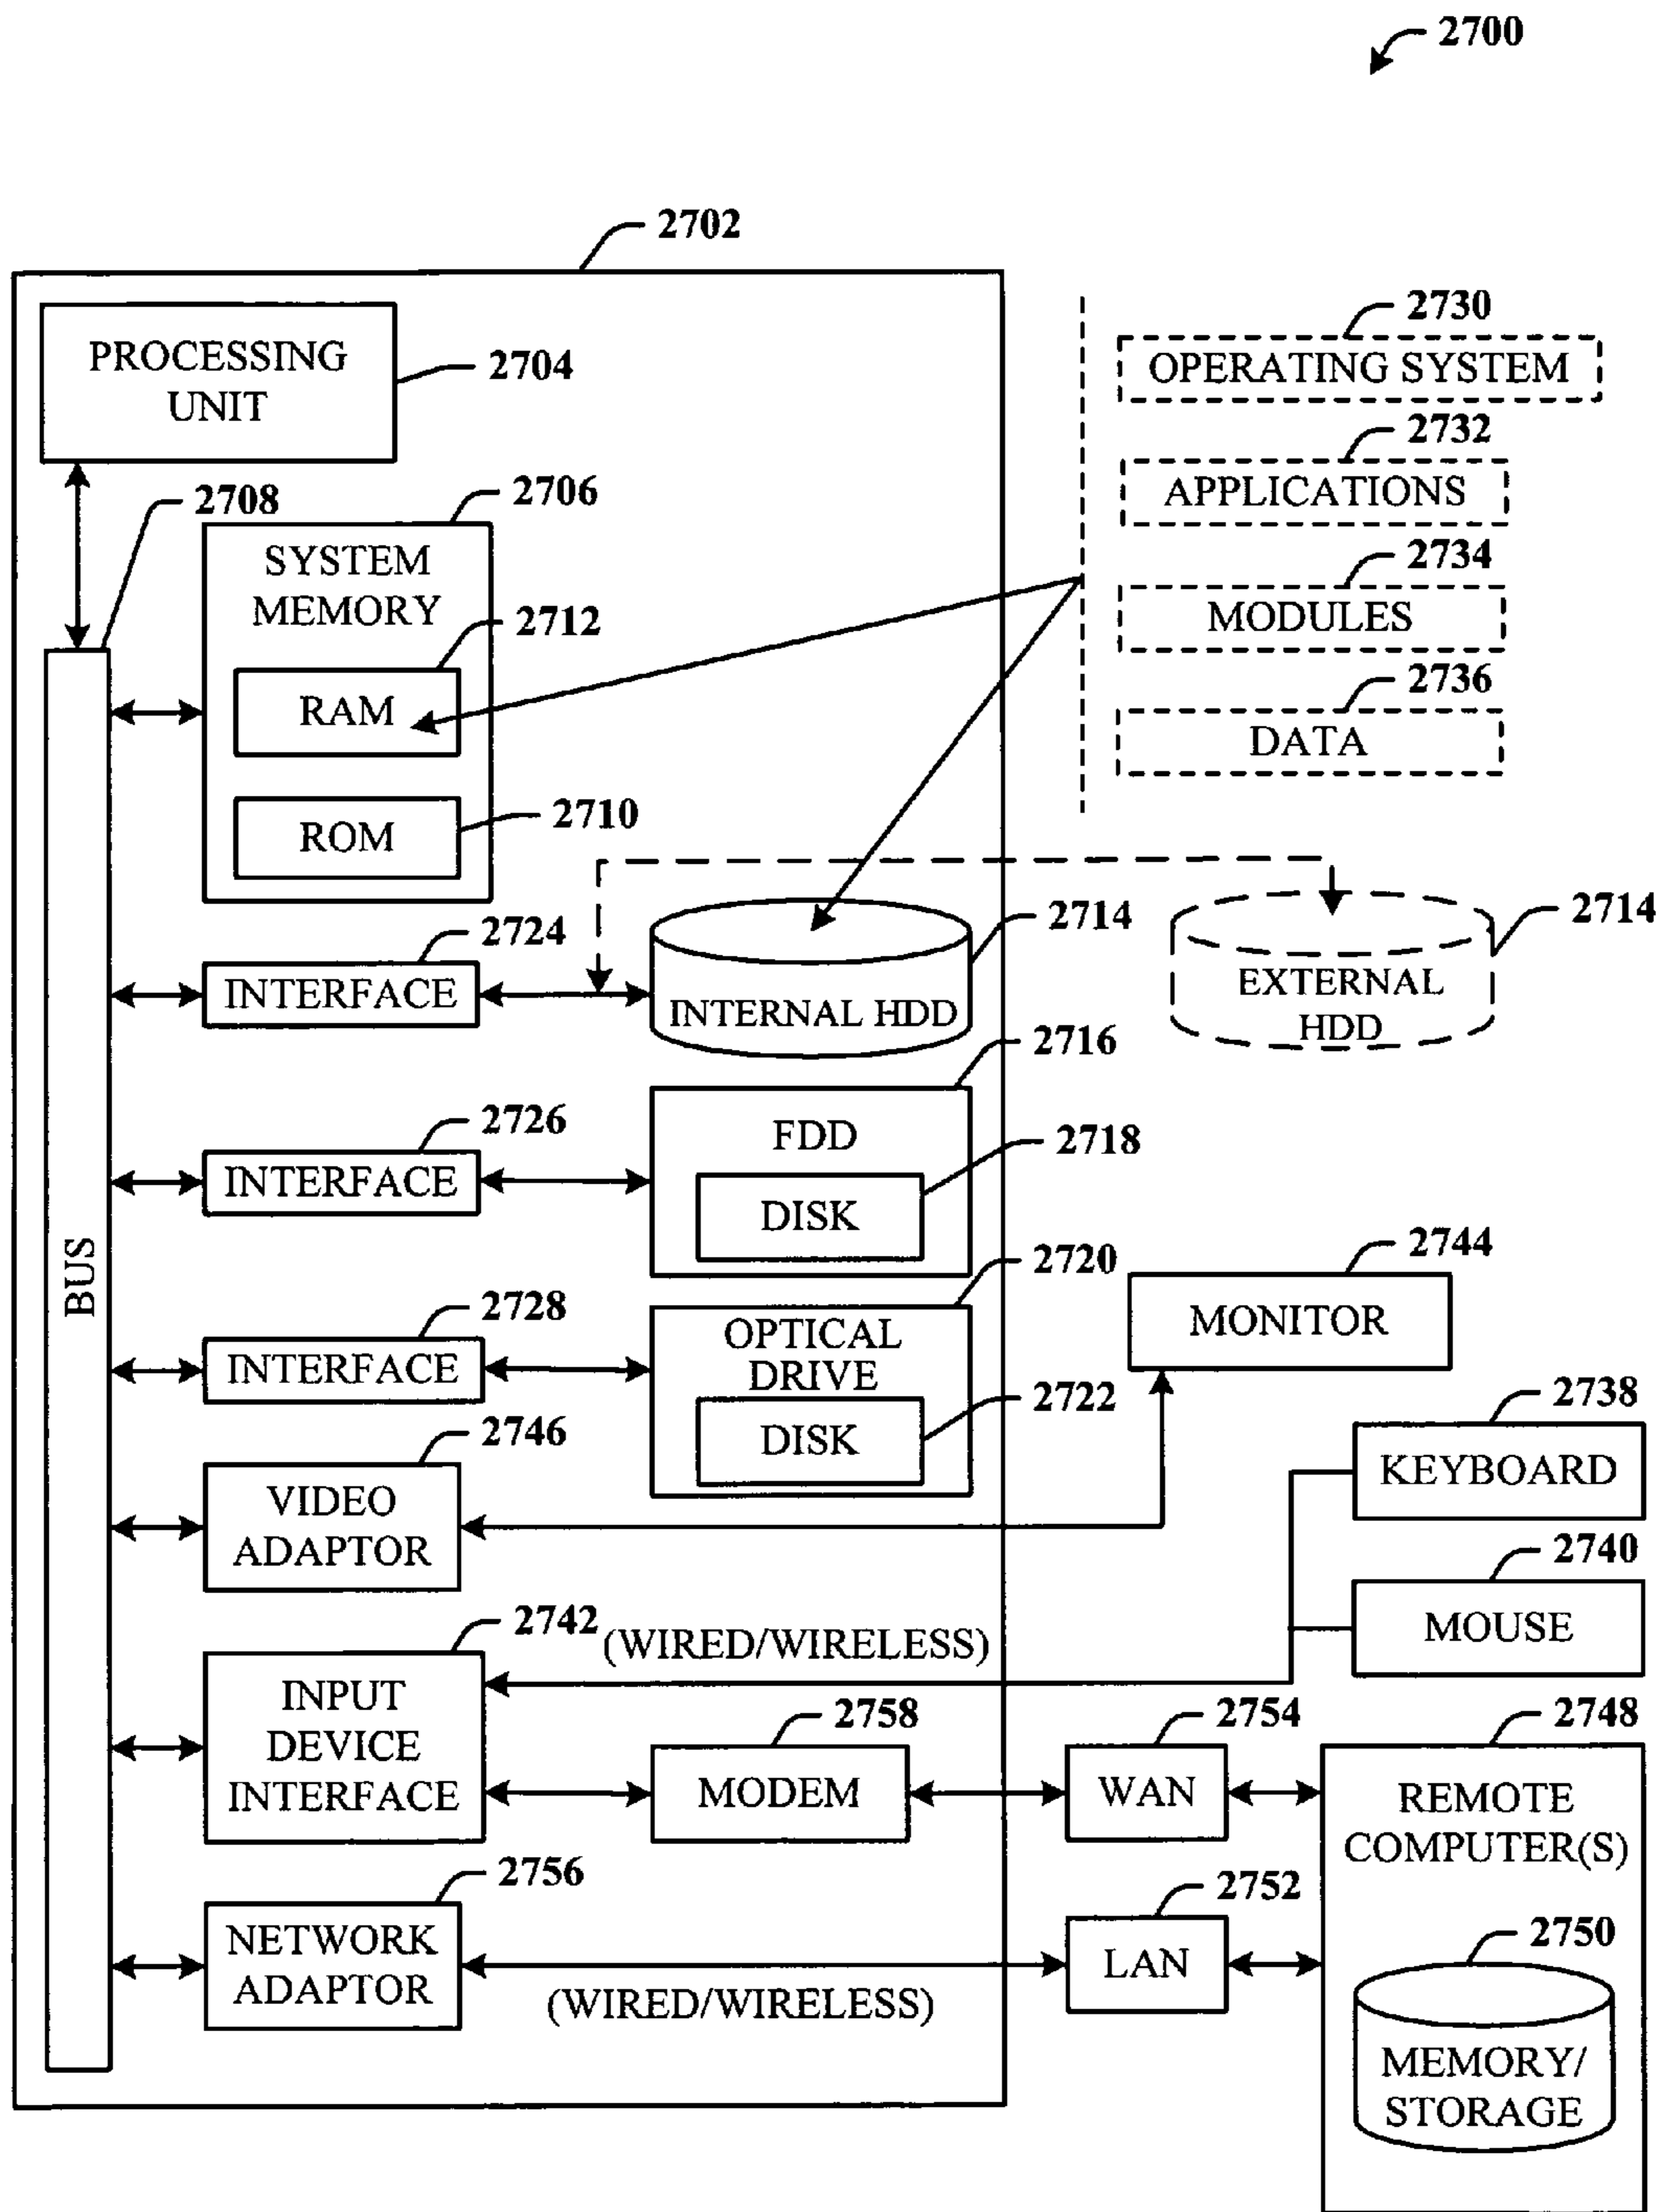 2700
2702
PROCESSING
UNIT
2704
2708
2706
SYSTEM
MEMORY
2712
RAM
2710
ROM
2730
OPERATING SYSTEM
2732
APPLICATIONS
2734
MODULES
2736
DATA
BUS
2724
INTERFACE
2714
INTERNAL HDD
2714
EXTERNAL
HDD
2726
INTERFACE
2716
FDD
2718
DISK
2728
INTERFACE
2720
OPTICAL
DRIVE
2722
DISK
2744
MONITOR
2746
VIDEO
ADAPTOR
2738
KEYBOARD
2740
MOUSE
2742
(WIRED/WIRELESS)
INPUT
DEVICE
INTERFACE
2758
MODEM
2754
WAN
2748
REMOTE
COMPUTER(S)
2756
NETWORK
ADAPTOR
(WIRED/WIRELESS)
2752
LAN
2750
MEMORY/
STORAGE